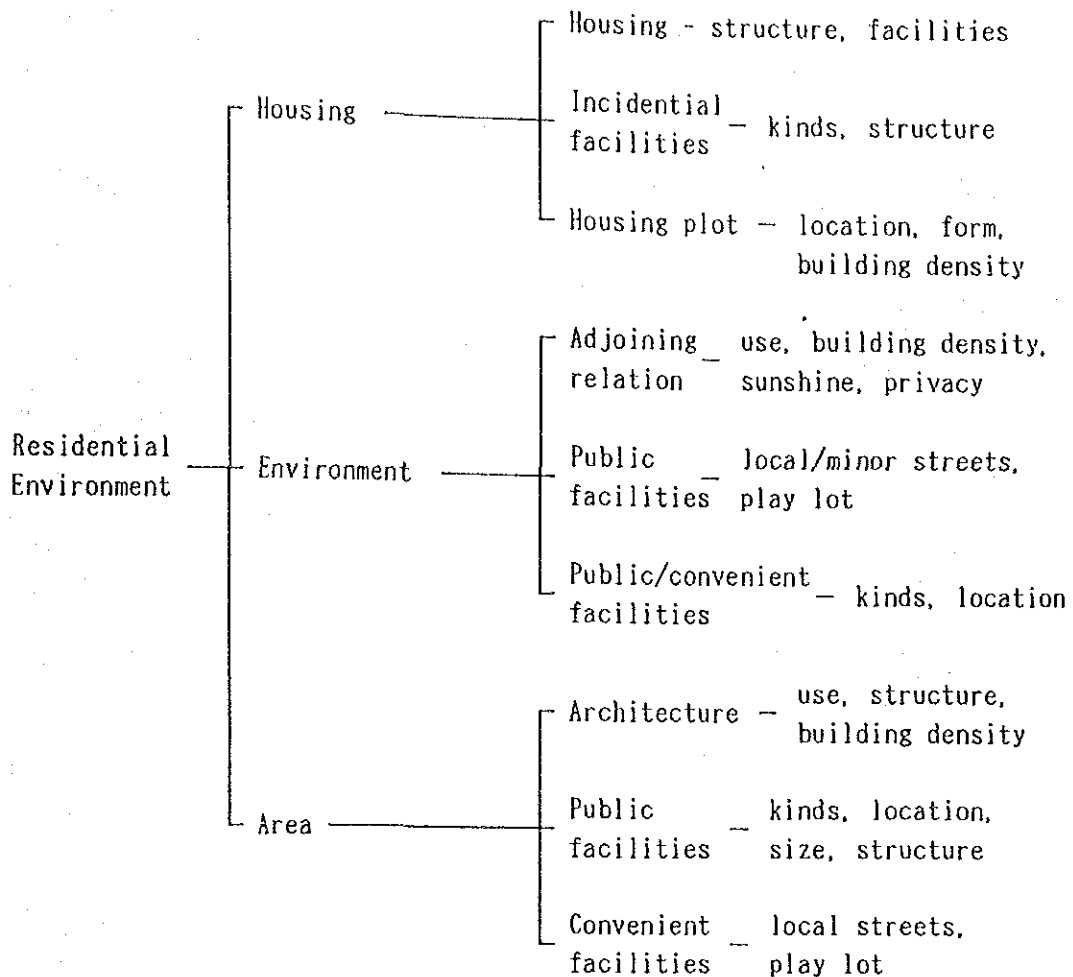 Housing - structure, facilities
Housing
Incidential
facilities — kinds, structure
Housing plot — location, form,
building density
Adjoining — use, building density,
relation sunshine, privacy
Residential
Environment
Environment
Public — local/minor streets,
facilities play lot
Public/convenient
facilities — kinds, location
Architecture — use, structure,
building density
Area
Public — kinds, location,
facilities size, structure
Convenient — local streets,
facilities play lot